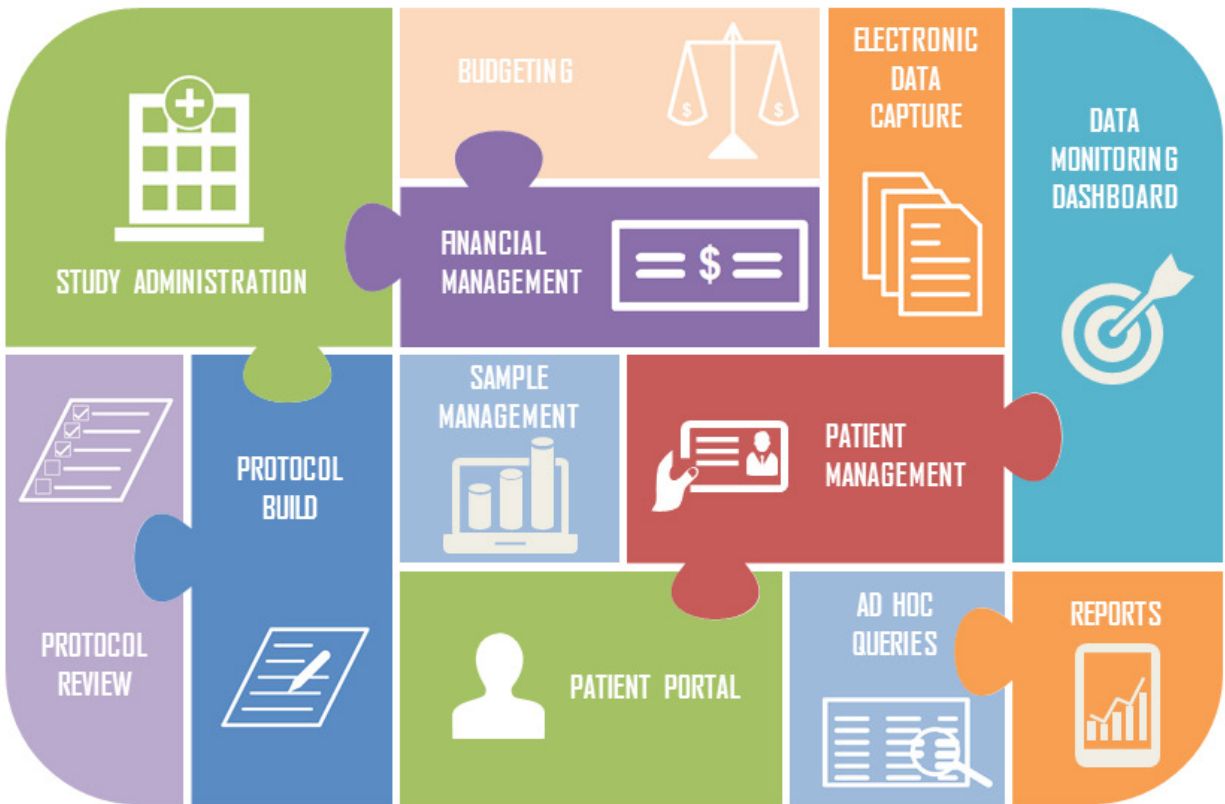 STUDY ADMINISTRATION
BUDGETING
$ $
FINANCIAL
MANAGEMENT
$
ELECTRONIC
DATA
CAPTURE
DATA
MONITORING
DASHBOARD
PROTOCOL
REVIEW
PROTOCOL
BUILD
SAMPLE
MANAGEMENT
PATIENT
MANAGEMENT
PATIENT PORTAL
AD HOC
QUERIES
REPORTS